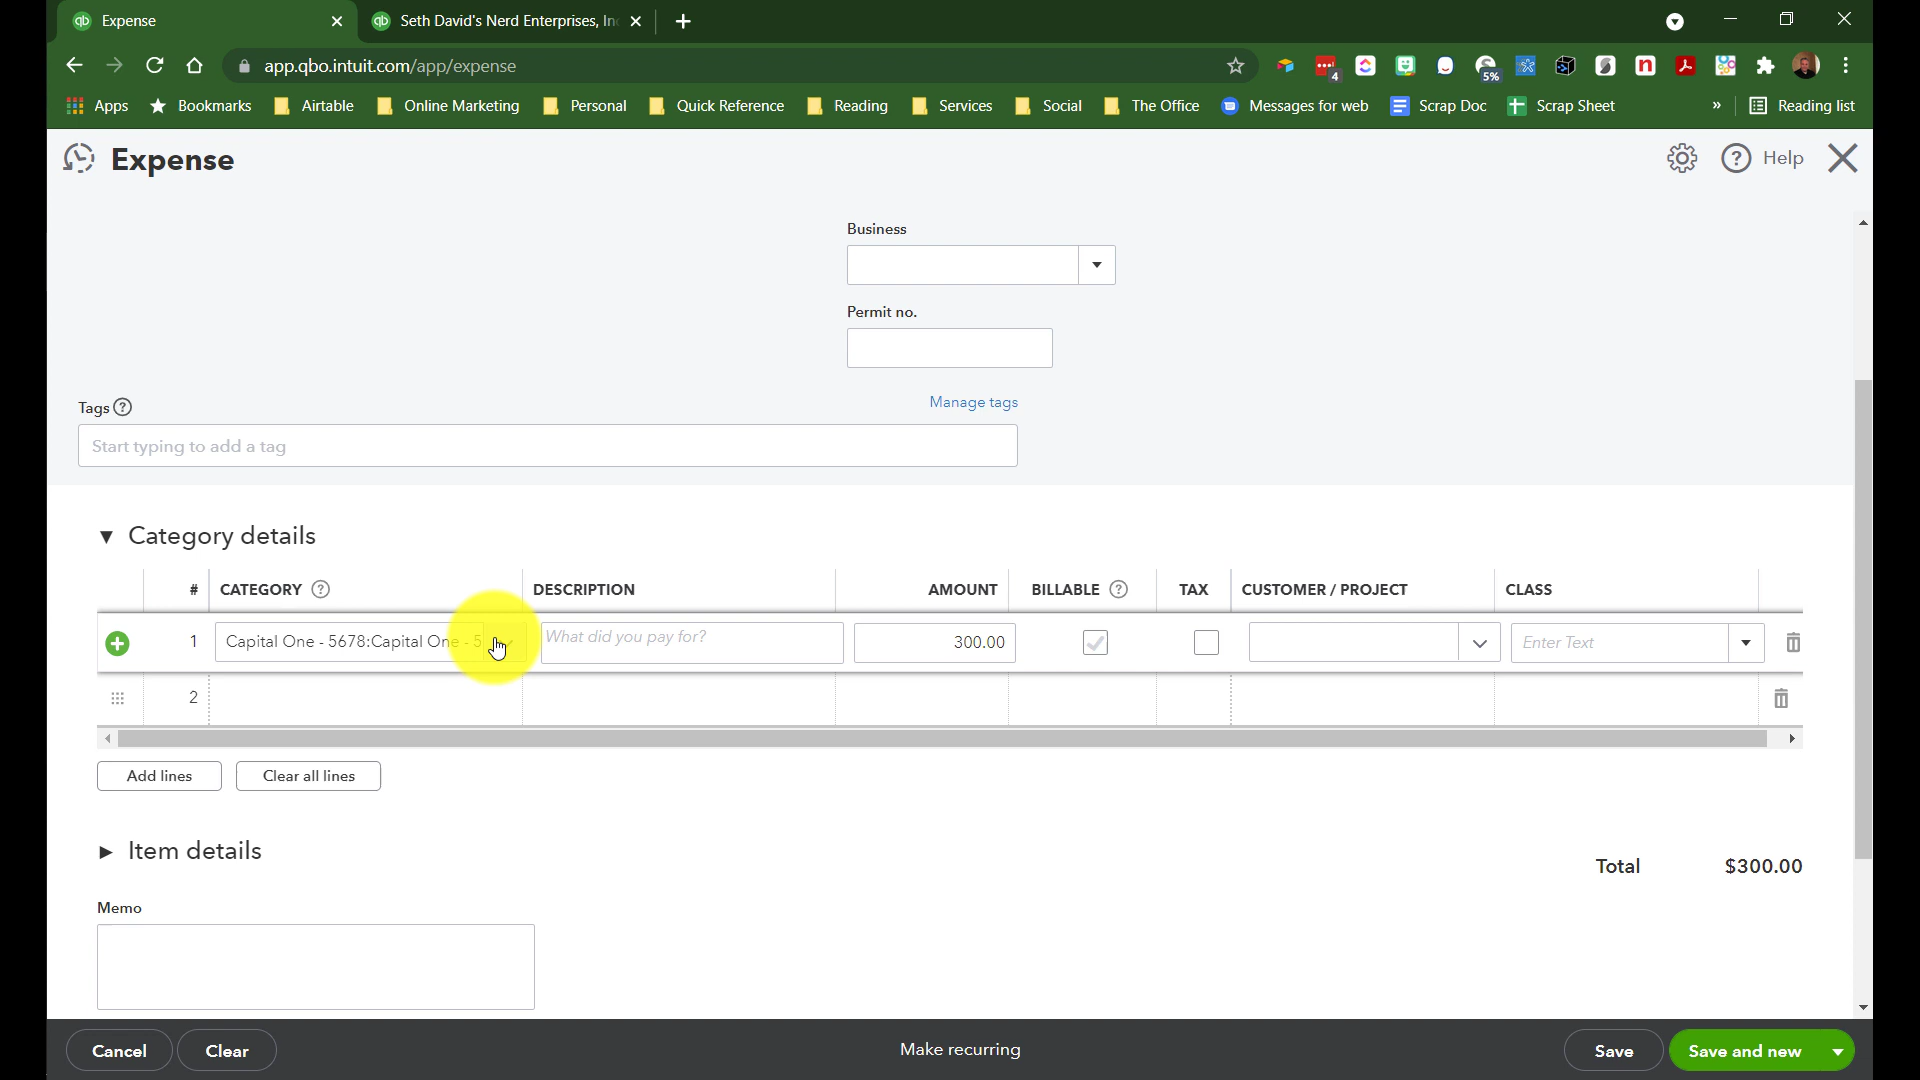 Expense
Seth David's Nerd Enterprises, In
app.qbo.intuit.com/app/expense
4
5%
Apps
Bookmarks
Airtable
Online Marketing
Personal
Quick Reference
Reading
Services
Social
The Office
Messages for web
Scrap Doc
Scrap Sheet
»
Reading list
Expense
Help
Business
Permit no.
Tags
Manage tags
Start typing to add a tag
Category details
# CATEGORY DESCRIPTION AMOUNT BILLABLE TAX CUSTOMER / PROJECT CLASS
1 Capital One - 5678:Capital One - 5 What did you pay for? 300.00 Enter Text
2
Add lines Clear all lines
Item details
Total $300.00
Memo
Cancel Clear Make recurring Save Save and new